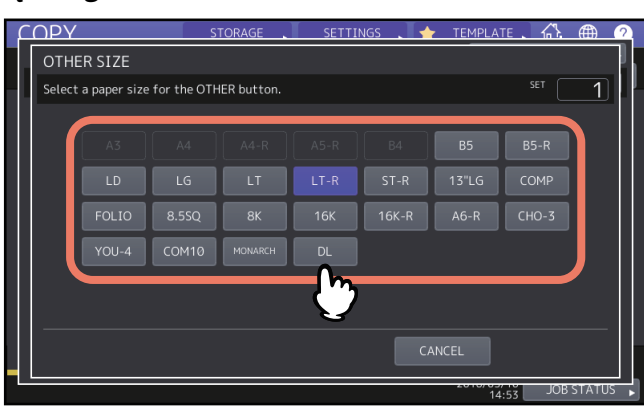 COPY STORAGE SETTINGS TEMPLATE ?
OTHER SIZE
Select a paper size for the OTHER button. SET 1
A3 A4 A4-R A5-R B4 B5 B5-R
LD LG LT LT-R ST-R 13"LG COMP
FOLIO 8.5SQ 8K 16K 16K-R A6-R CHO-3
YOU-4 COM10 MONARCH DL
CANCEL
14:53 JOB STATUS